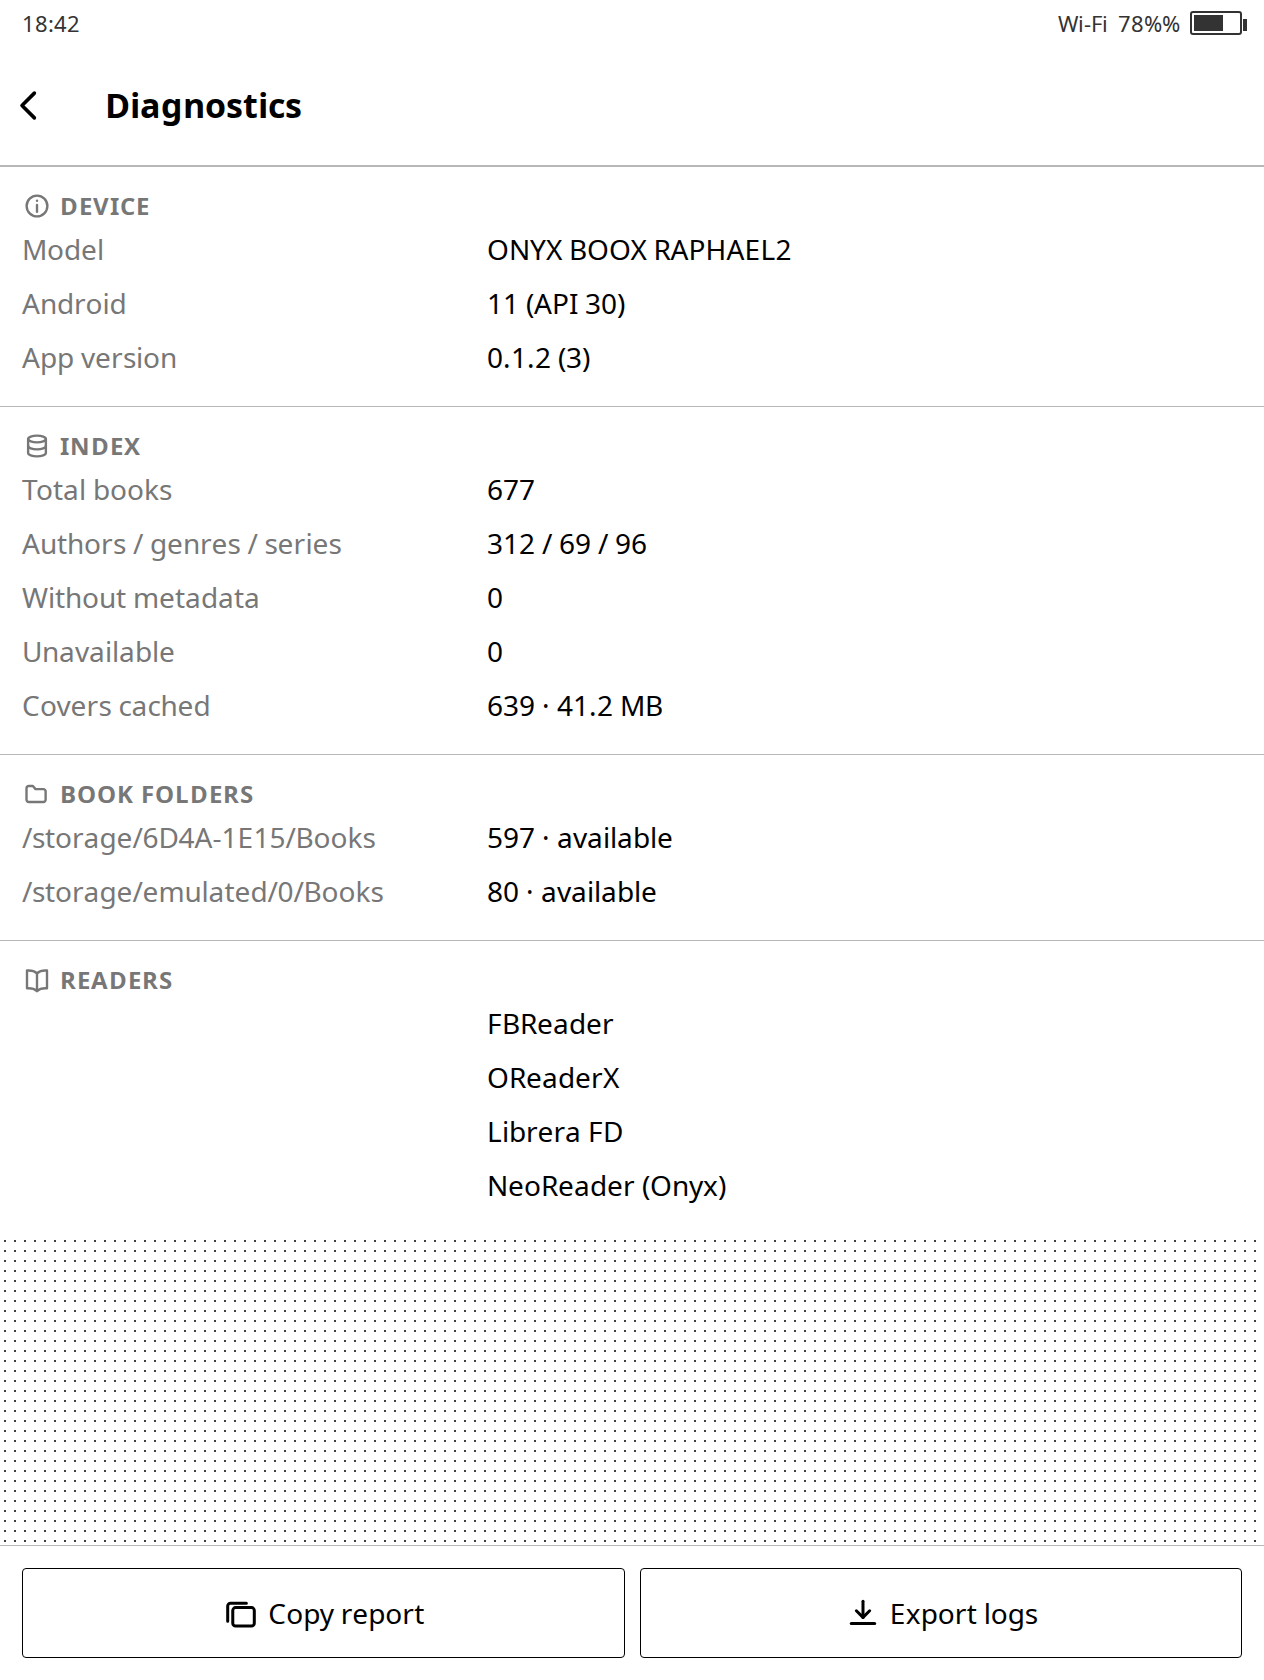 18:42
Wi-Fi 78%%
Diagnostics
DEVICE
Model ONYX BOOX RAPHAEL2
Android 11 (API 30)
App version 0.1.2 (3)
INDEX
Total books 677
Authors / genres / series 312 / 69 / 96
Without metadata 0
Unavailable 0
Covers cached 639 · 41.2 MB
BOOK FOLDERS
/storage/6D4A-1E15/Books 597 · available
/storage/emulated/0/Books 80 · available
READERS
FBReader
OReaderX
Librera FD
NeoReader (Onyx)
Copy report
Export logs